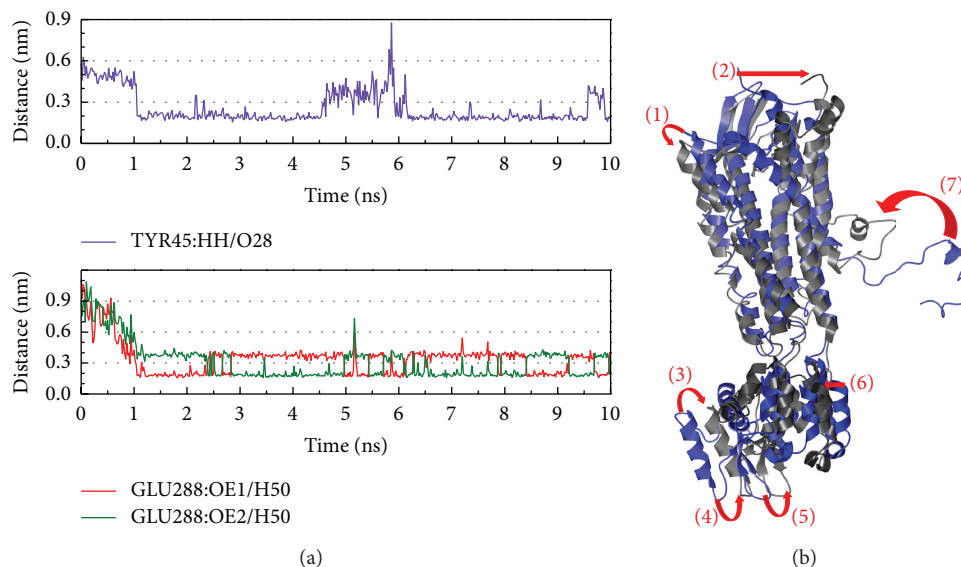 0.9
0.6
0.3
0.0
Distance (nm)
0 1 2 3 4 5 6 7 8 9 10
Time (ns)
TYR45:HH/O28
0.9
0.6
0.3
0.0
Distance (nm)
0 1 2 3 4 5 6 7 8 9 10
Time (ns)
GLU288:OE1/H50
GLU288:OE2/H50
(a)
(2)
(1)
(7)
(3)
(6)
(4)
(5)
(b)